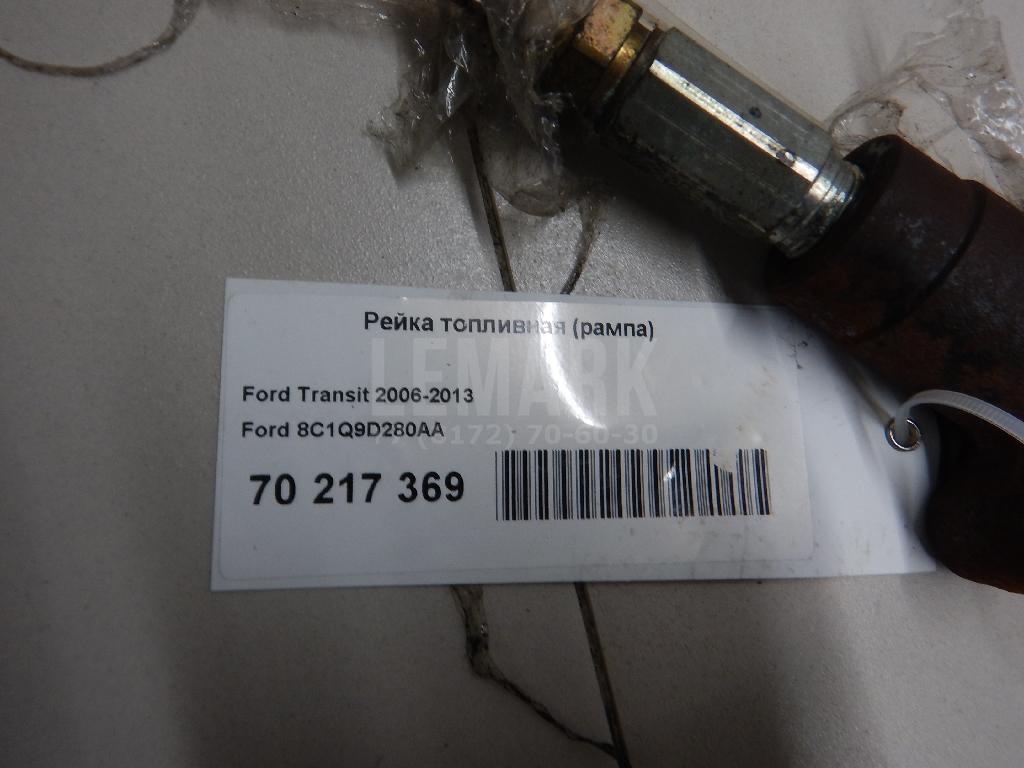 Рейка топливная (рампа)
LEMARK
Ford Transit 2006-2013
Ford 8C1Q9D280AA
(8172) 70-60-30
70 217 369